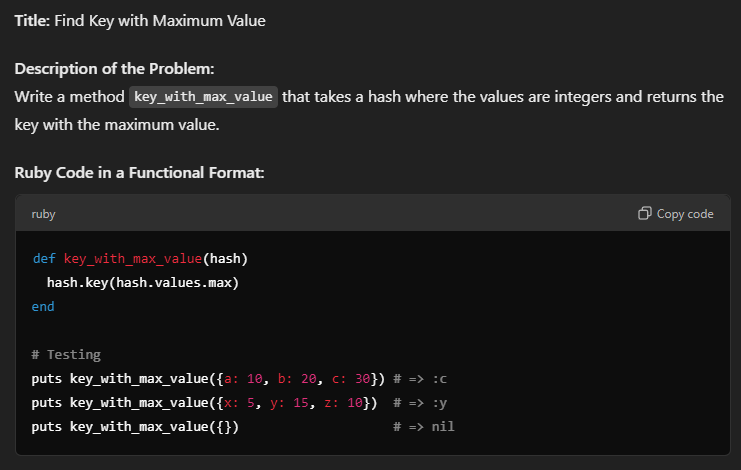 Title: Find Key with Maximum Value
Description of the Problem:
Write a method key_with_max_value that takes a hash where the values are integers and returns the
key with the maximum value.
Ruby Code in a Functional Format:
ruby Copy code
def key_with_max_value(hash)
  hash.key(hash.values.max)
end
# Testing
puts key_with_max_value({a: 10, b: 20, c: 30}) # => :c
puts key_with_max_value({x: 5, y: 15, z: 10})  # => :y
puts key_with_max_value({})                    # => nil